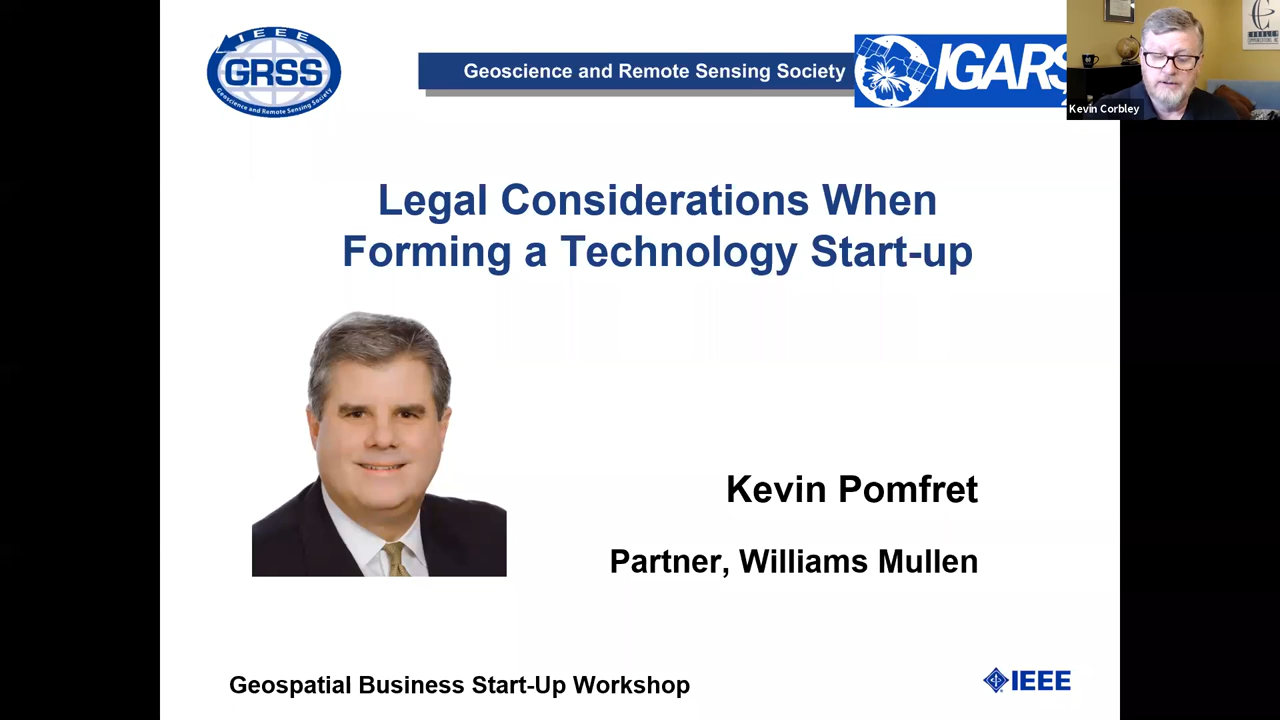 IEEE
GRSS
Geoscience and Remote Sensing Society
Geoscience and Remote Sensing Society
IGARS
Kevin Corbley
Legal Considerations When
Forming a Technology Start-up
Kevin Pomfret
Partner, Williams Mullen
Geospatial Business Start-Up Workshop
IEEE